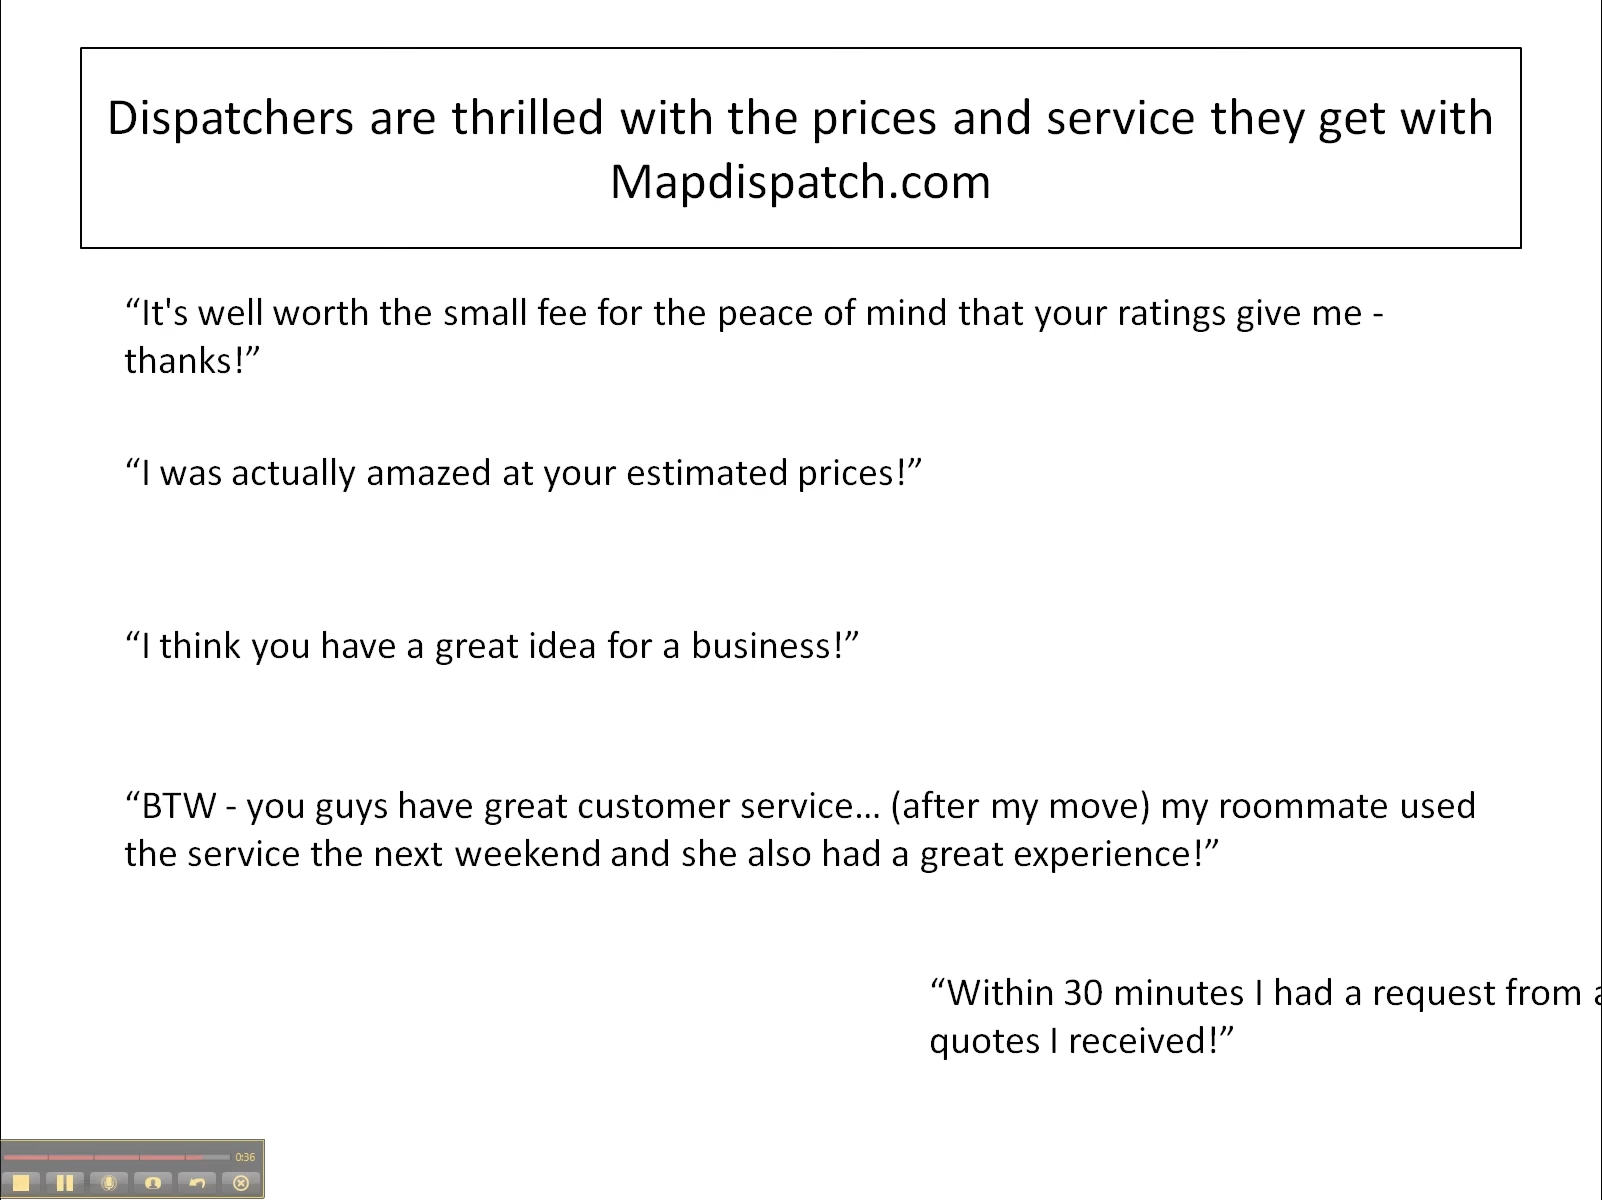 Dispatchers are thrilled with the prices and service they get with
Mapdispatch.com
“It's well worth the small fee for the peace of mind that your ratings give me -
thanks!”
“I was actually amazed at your estimated prices!”
“I think you have a great idea for a business!”
“BTW - you guys have great customer service... (after my move) my roommate used
the service the next weekend and she also had a great experience!”
“Within 30 minutes I had a request from
quotes I received!”
0:36